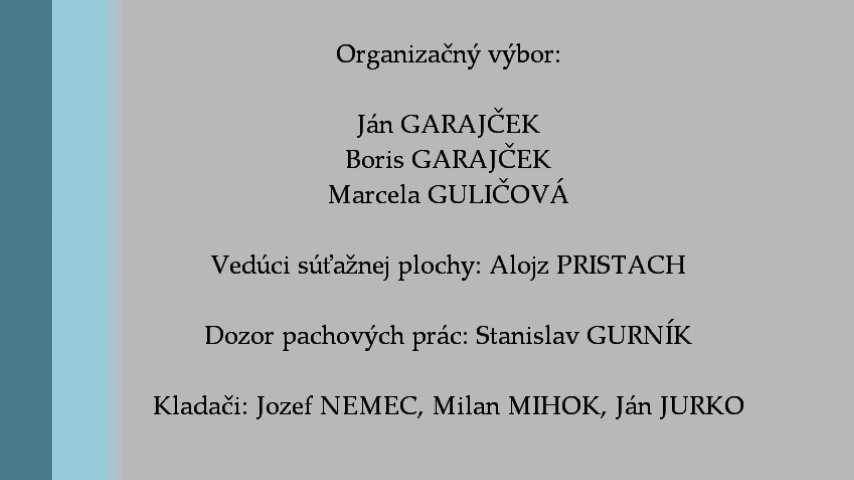 Organizačný výbor:
Ján GARAJČEK
Boris GARAJČEK
Marcela GULIČOVÁ
Vedúci súťažnej plochy: Alojz PRISTACH
Dozor pachových prác: Stanislav GURNÍK
Kladači: Jozef NEMEC, Milan MIHOK, Ján JURKO